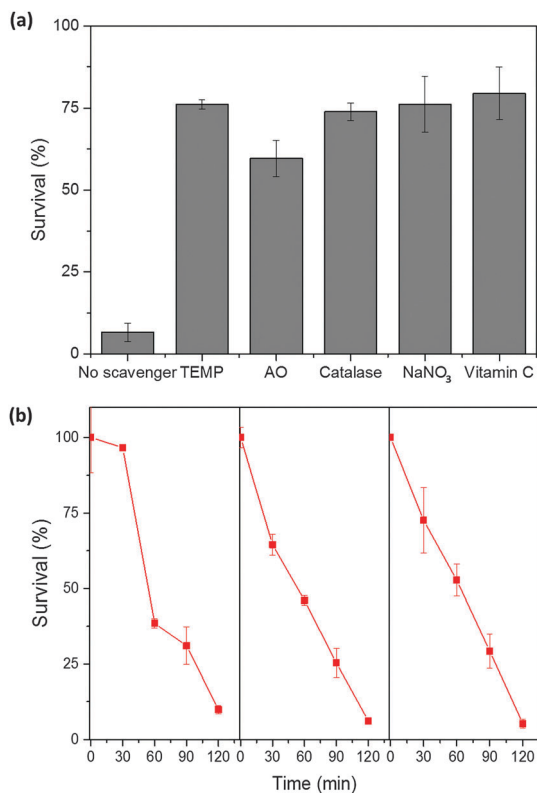 (a)
100
75
50
25
0
Survival (%)
No scavenger TEMP AO Catalase NaNO₃ Vitamin C
(b)
100
75
50
25
0
Survival (%)
0 30 60 90 120 0 30 60 90 120 0 30 60 90 120
Time (min)